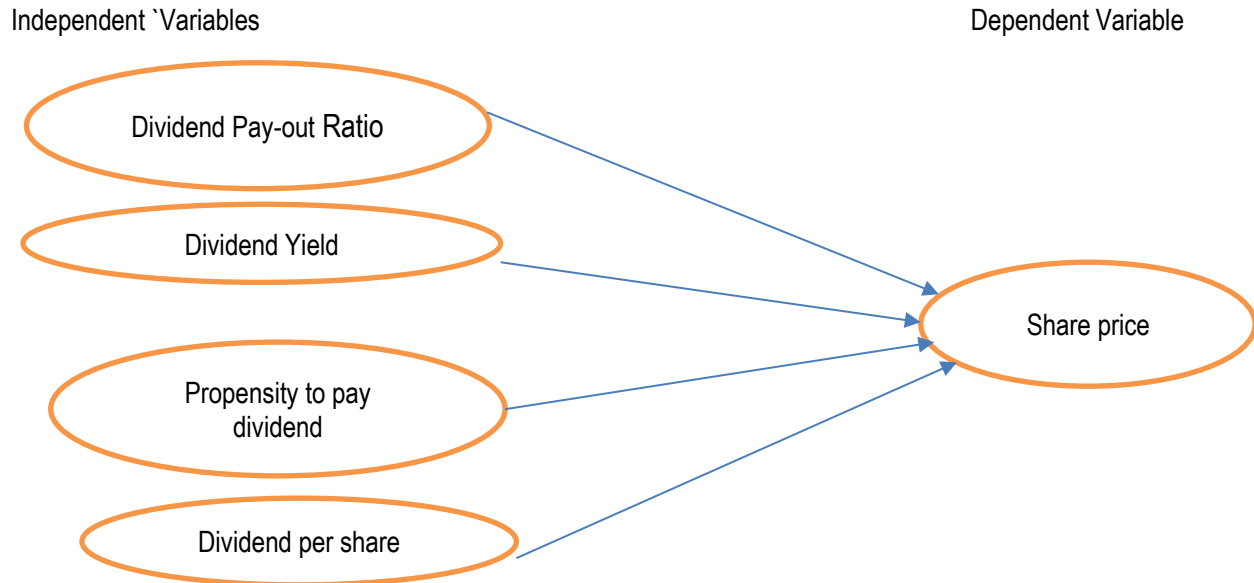 Independent `Variables
Dependent Variable
Dividend Pay-out Ratio
Dividend Yield
Share price
Propensity to pay
dividend
Dividend per share